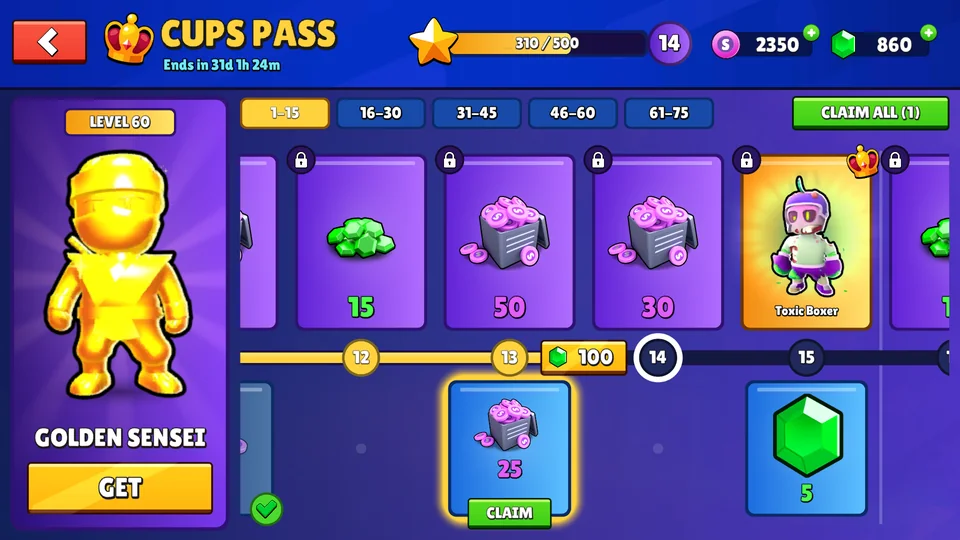 CUPS PASS
Ends in 31d 1h 24m
310/500
14
S
2350
860
LEVEL 60
1-15
16-30
31-45
46-60
61-75
CLAIM ALL (1)
15
50
30
Toxic Boxer
12
13
100
14
15
GOLDEN SENSEI
GET
25
CLAIM
5